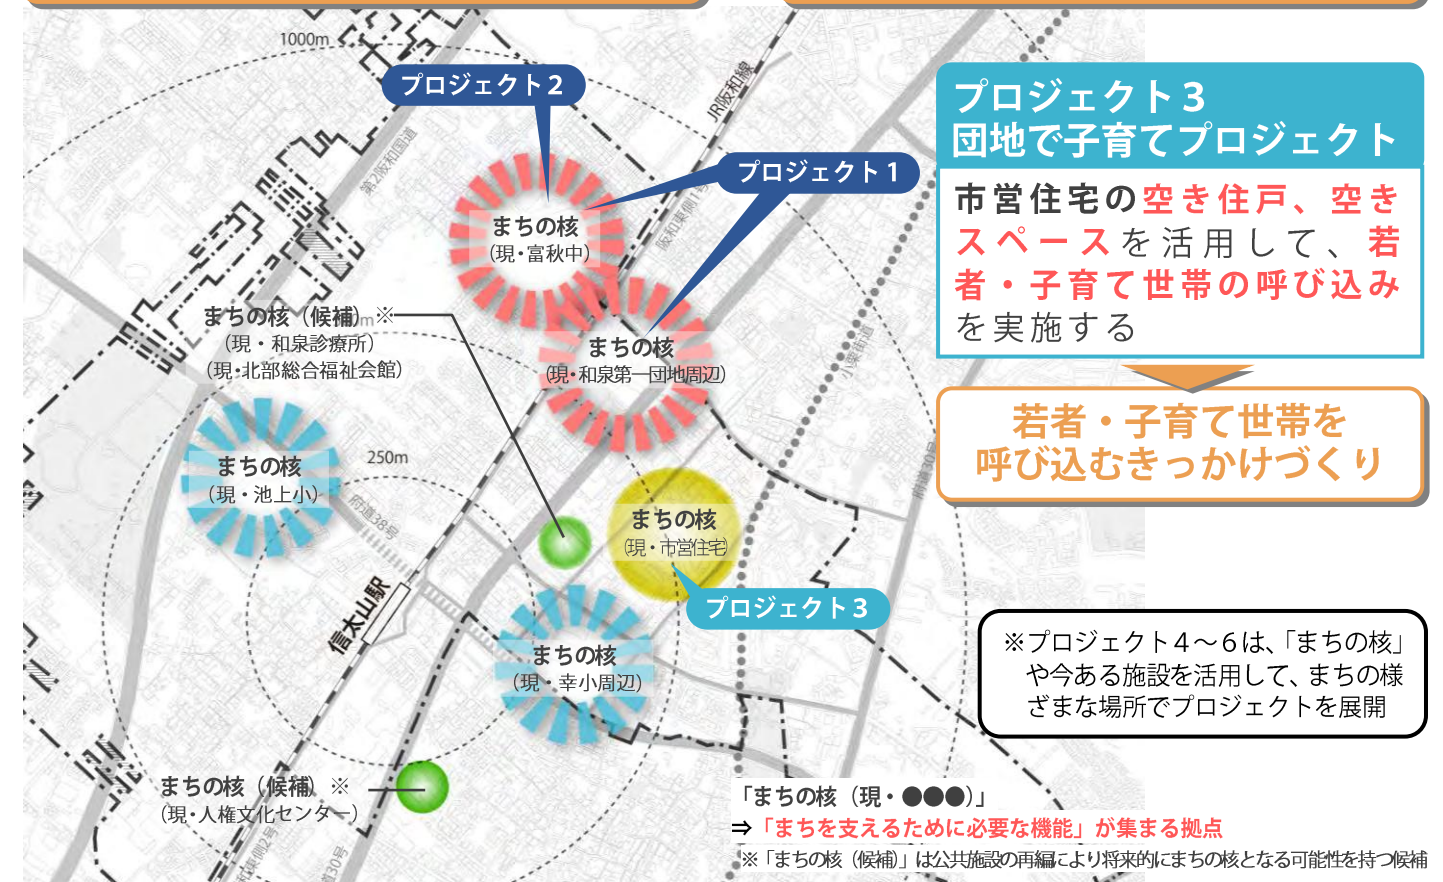 1000m
プロジェクト２
JR阪和線
第2阪和国道
プロジェクト１
阪和東側1号
まちの核
（現・富秋中）
まちの核（候補）※
（現・和泉診療所）
（現・北部総合福祉会館）
まちの核
（現・和泉第一団地周辺）
小栗街道
250m
まちの核
（現・池上小）
府道38号
府道30号
まちの核
（現・市営住宅）
信太山駅
プロジェクト３
まちの核
（現・幸小周辺）
まちの核（候補）※
（現・人権文化センター）
プロジェクト３
団地で子育てプロジェクト
市営住宅の空き住戸、空き
スペースを活用して、若
者・子育て世帯の呼び込み
を実施する
若者・子育て世帯を
呼び込むきっかけづくり
※プロジェクト４～６は、「まちの核」
や今ある施設を活用して、まちの様
ざまな場所でプロジェクトを展開
「まちの核（現・●●●）」
⇒「まちを支えるために必要な機能」が集まる拠点
※「まちの核（候補）」は公共施設の再編により将来的にまちの核となる可能性を持つ候補